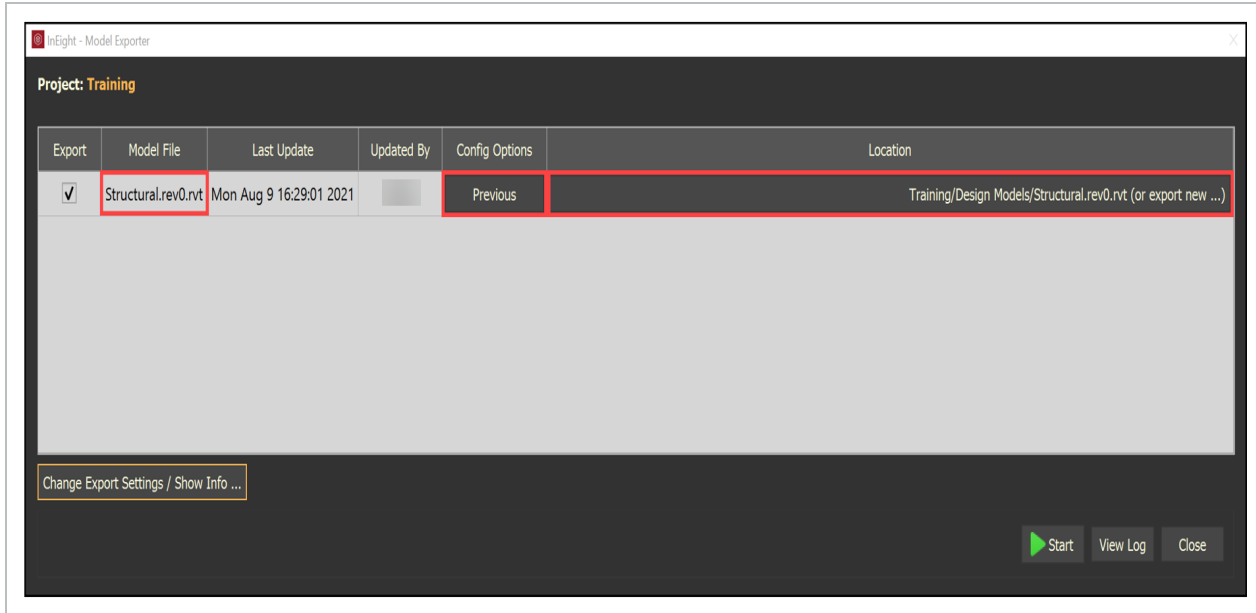 InEight - Model Exporter
X
Project: Training
Export Model File Last Update Updated By Config Options Location
Structural.rev0.rvt Mon Aug 9 16:29:01 2021 Previous Training/Design Models/Structural.rev0.rvt (or export new ...)
Change Export Settings / Show Info ...
Start View Log Close